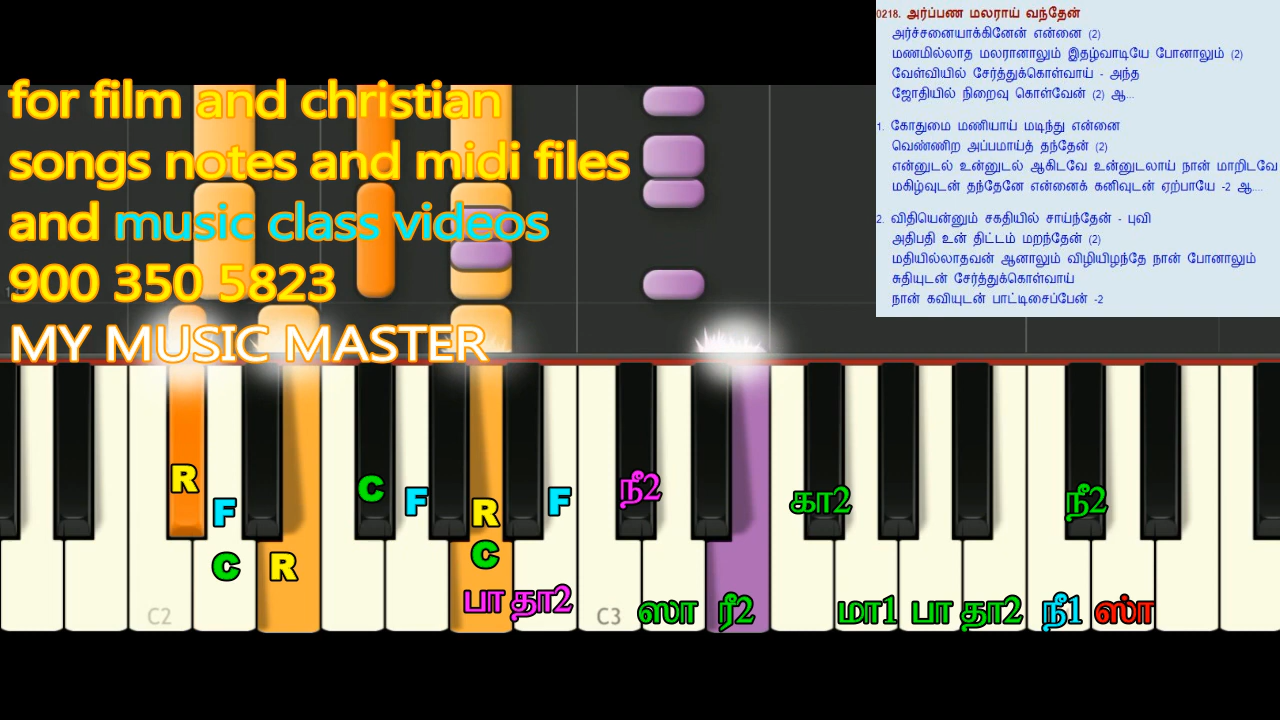 for film and christian
songs notes and midi files
and music class videos
900 350 5823
MY MUSIC MASTER
0218. அர்ப்பண மலராய் வந்தேன்
அர்ச்சனையாக்கினேன் என்னை (2)
மணமில்லாத மலரானாலும் இதழ்வாடியே போனாலும் (2)
வேள்வியில் சேர்த்துக்கொள்வாய் - அந்த
ஜோதியில் நிறைவு கொள்வேன் (2) ஆ...
1. கோதுமை மணியாய் மடிந்து என்னை
வெண்ணிற அப்பமாய்த் தந்தேன் (2)
என்னுடல் உன்னுடல் ஆகிடவே உன்னுடலாய் நான் மாறிடவே
மகிழ்வுடன் தந்தேனே என்னைக் கனிவுடன் ஏற்பாயே -2 ஆ....
2. விதியென்னும் சகதியில் சாய்ந்தேன் - புவி
அதிபதி உன் திட்டம் மறந்தேன் (2)
மதியில்லாதவன் ஆனாலும் விழியிழந்தே நான் போனாலும்
சுதியுடன் சேர்த்துக்கொள்வாய்
நான் கவியுடன் பாட்டிசைப்பேன் -2
R F C F R F நீ2 கா2 நீ2
C R C
பா தா2 ஸா ரீ2 மா1 பா தா2 நீ1 ஸ்ா
C2 C3